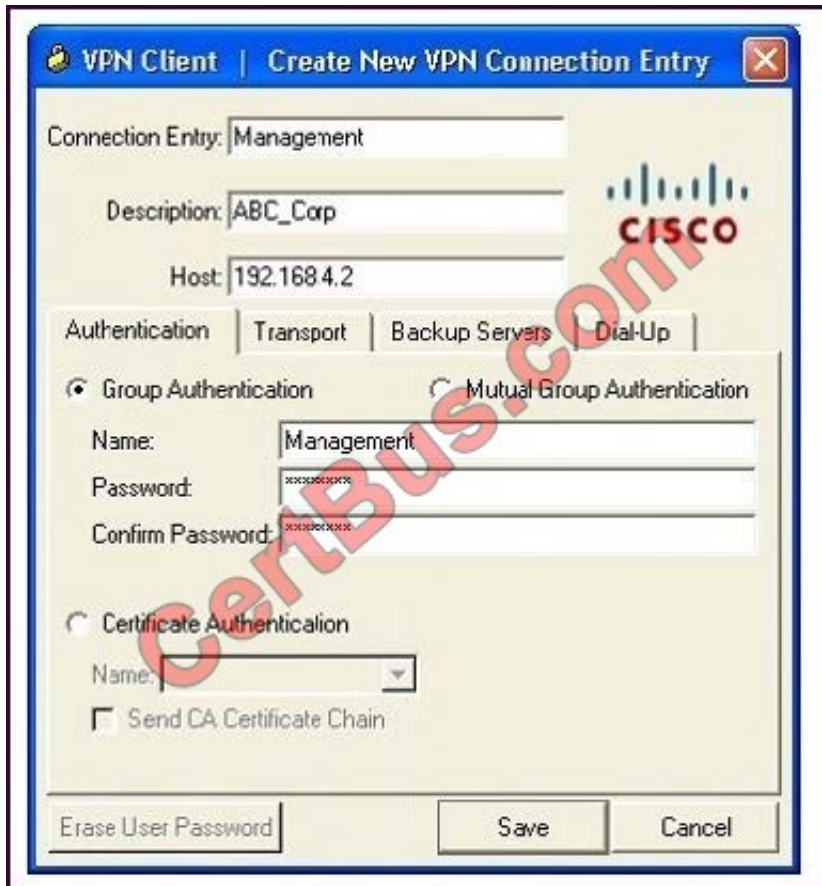 VPN Client | Create New VPN Connection Entry
Connection Entry: Management
CISCO
Description: ABC_Corp
Host: 192.168.4.2
Authentication | Transport | Backup Servers | Dial-Up
Group Authentication Mutual Group Authentication
Name: Management
Password: ********
Confirm Password: ********
Certificate Authentication
Name:
Send CA Certificate Chain
Erase User Password Save Cancel
CertBus.com